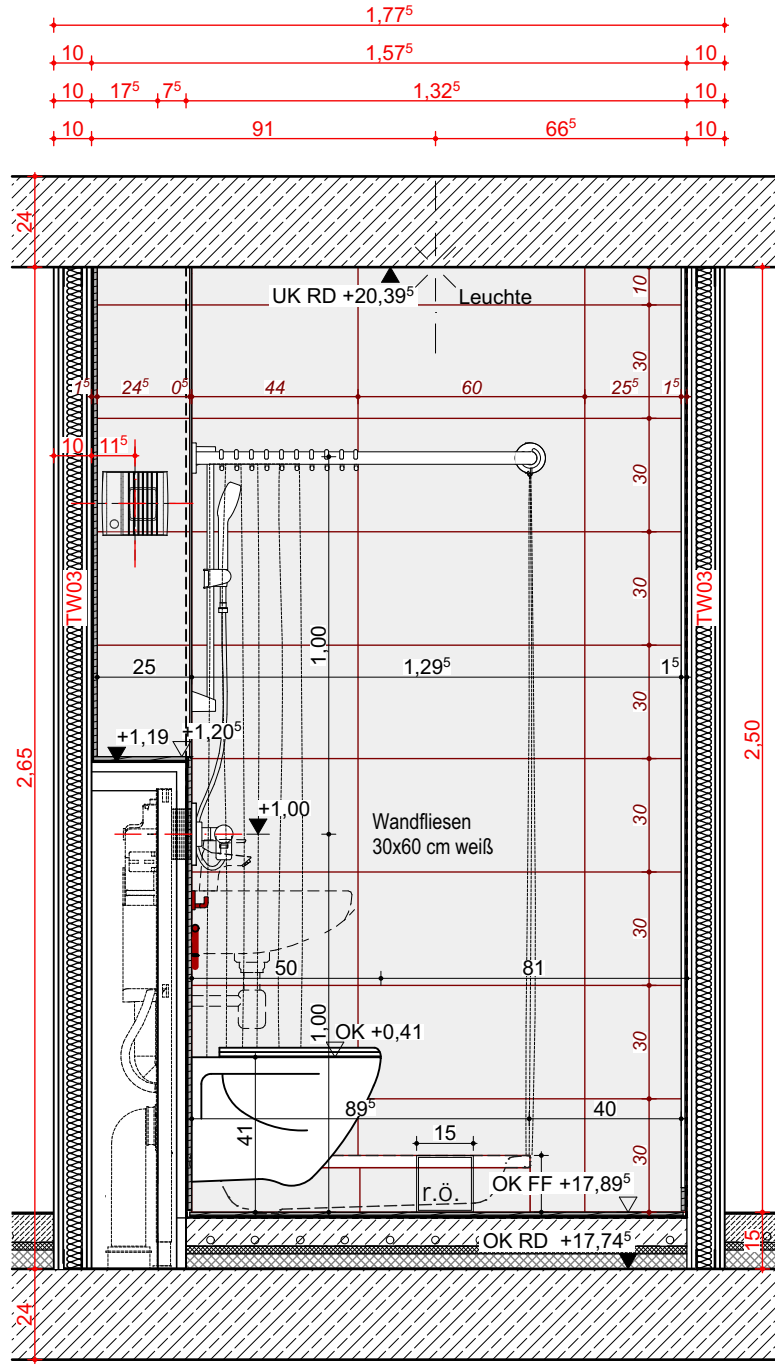 1,77⁵
10 1,57⁵ 10
10 17⁵ 7⁵ 1,32⁵ 10
10 91 66⁵ 10
24
UK RD +20,39⁵ Leuchte
10
30
1⁵ 24⁵ 0⁵ 44 60 25⁵ 1⁵
10 11⁵
30
TW03
TW03
30
1,00
30
25 1,29⁵ 1⁵
+1,19 +1,20⁵
2,65
2,50
+1,00
Wandfliesen
30x60 cm weiß
30
30
50 81
1,00
OK +0,41
30
89⁵ 40
41
15
30
r.ö.
OK FF +17,89⁵
OK RD +17,74⁵
15
24